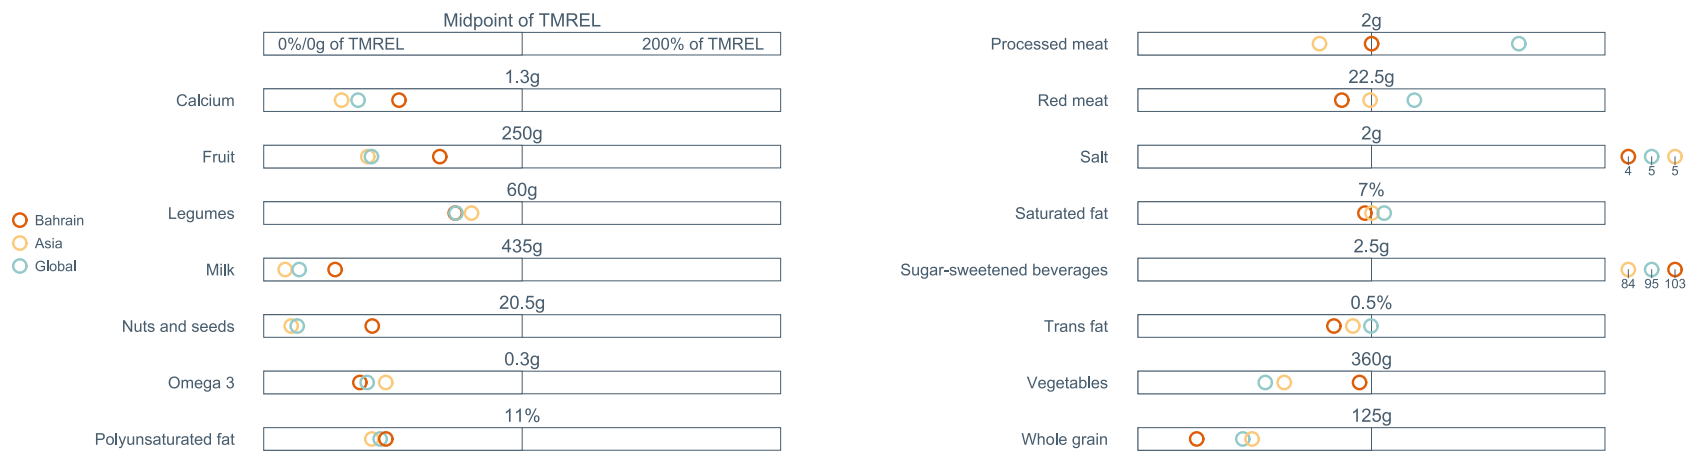 Midpoint of TMREL
0%/0g of TMREL 200% of TMREL
1.3g
Calcium
250g
Fruit
60g
Legumes
435g
Milk
20.5g
Nuts and seeds
0.3g
Omega 3
11%
Polyunsaturated fat
Bahrain
Asia
Global
2g
Processed meat
22.5g
Red meat
2g
Salt
4 5 5
7%
Saturated fat
2.5g
Sugar-sweetened beverages
84 95 103
0.5%
Trans fat
360g
Vegetables
125g
Whole grain